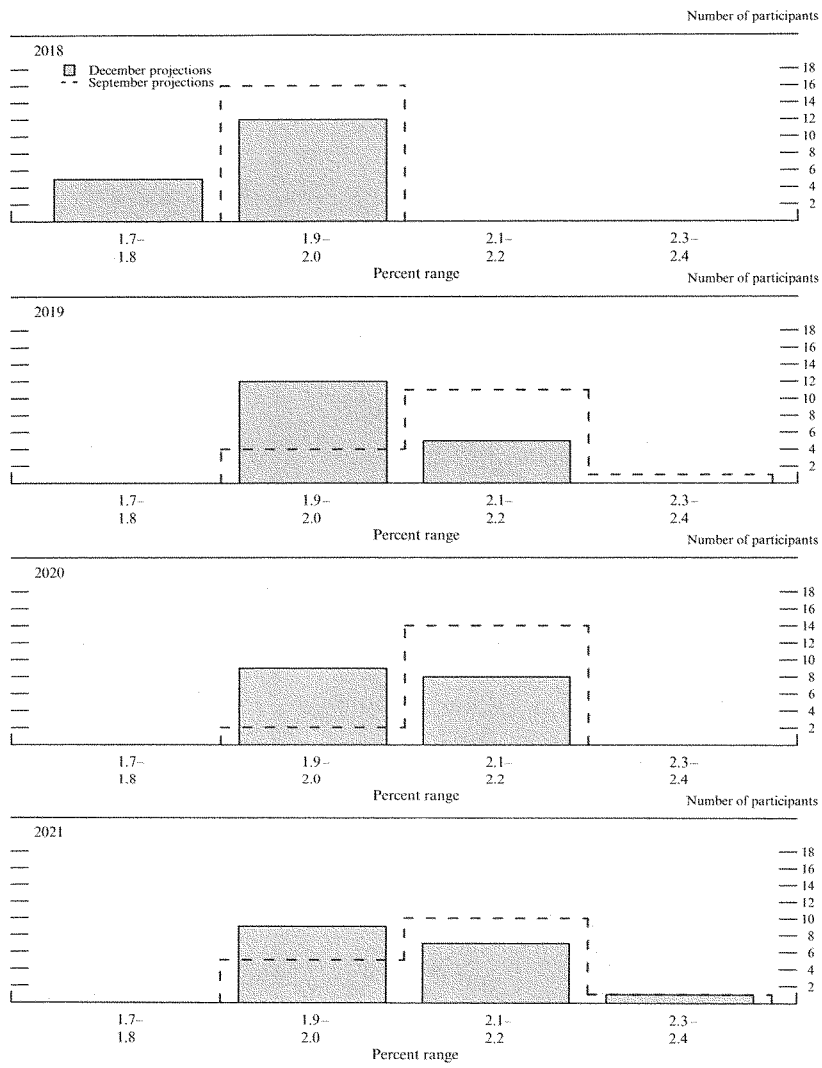 Number of participants
2018
December projections
September projections
18
16
14
12
10
8
6
4
2
1.7– 1.9– 2.1– 2.3–
1.8 2.0 2.2 2.4
Percent range
Number of participants
2019
18
16
14
12
10
8
6
4
2
1.7– 1.9– 2.1– 2.3–
1.8 2.0 2.2 2.4
Percent range
Number of participants
2020
18
16
14
12
10
8
6
4
2
1.7– 1.9– 2.1– 2.3–
1.8 2.0 2.2 2.4
Percent range
Number of participants
2021
18
16
14
12
10
8
6
4
2
1.7– 1.9– 2.1– 2.3–
1.8 2.0 2.2 2.4
Percent range